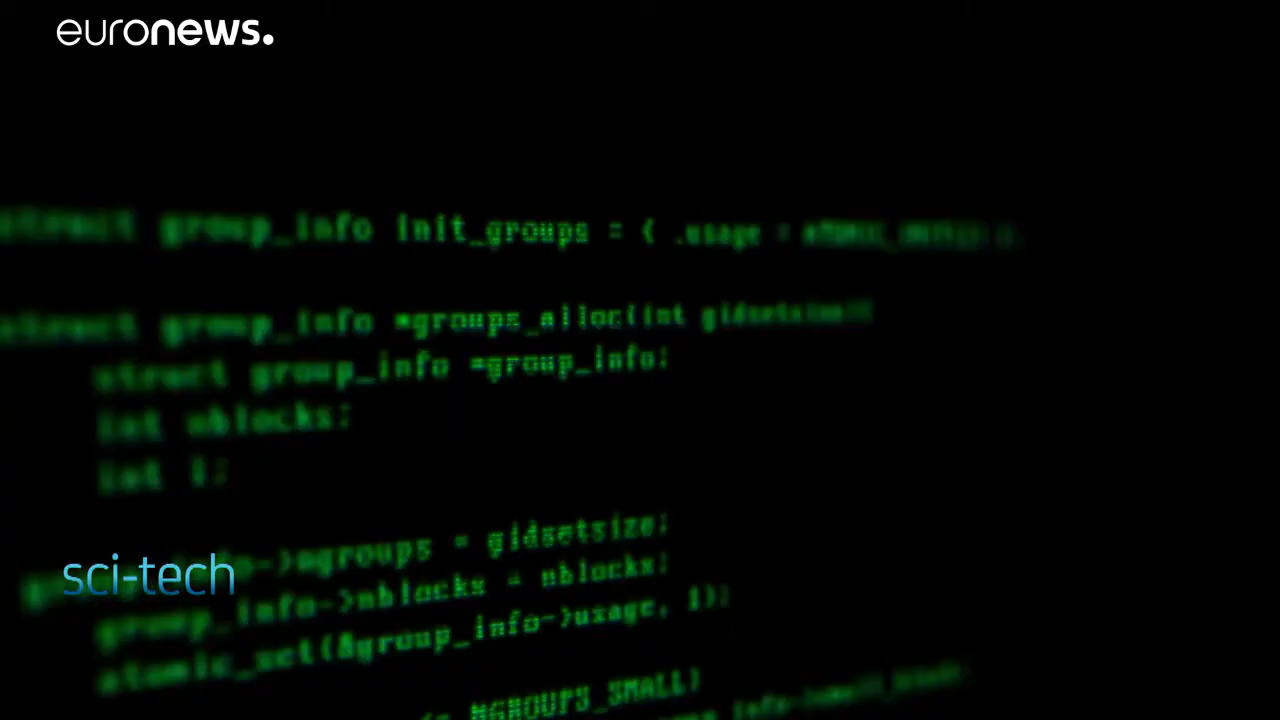 euronews.
struct group_info init_groups = { .usage =
struct group_info *groups_alloc(int gidsetsize){
struct group_info *group_info;
int nblocks;
int i;
sci-tech
->ngroups = gidsetsize;
group_info->nblocks = nblocks;
atomic_set(&group_info->usage, 1);
NGROUPS_SMALL)